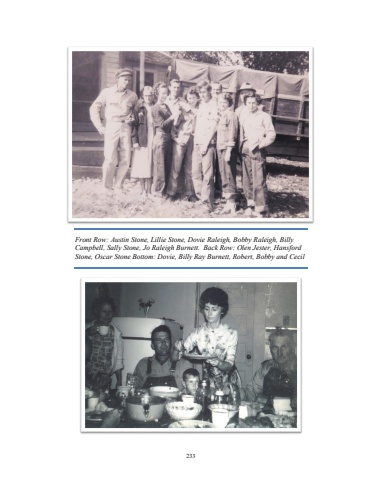 Front Row: Austin Stone, Lillie Stone, Dovie Raleigh, Bobby Raleigh, Billy
Campbell, Sally Stone, Jo Raleigh Burnett. Back Row: Olen Jester, Hansford
Stone, Oscar Stone Bottom: Dovie, Billy Ray Burnett, Robert, Bobby and Cecil
233